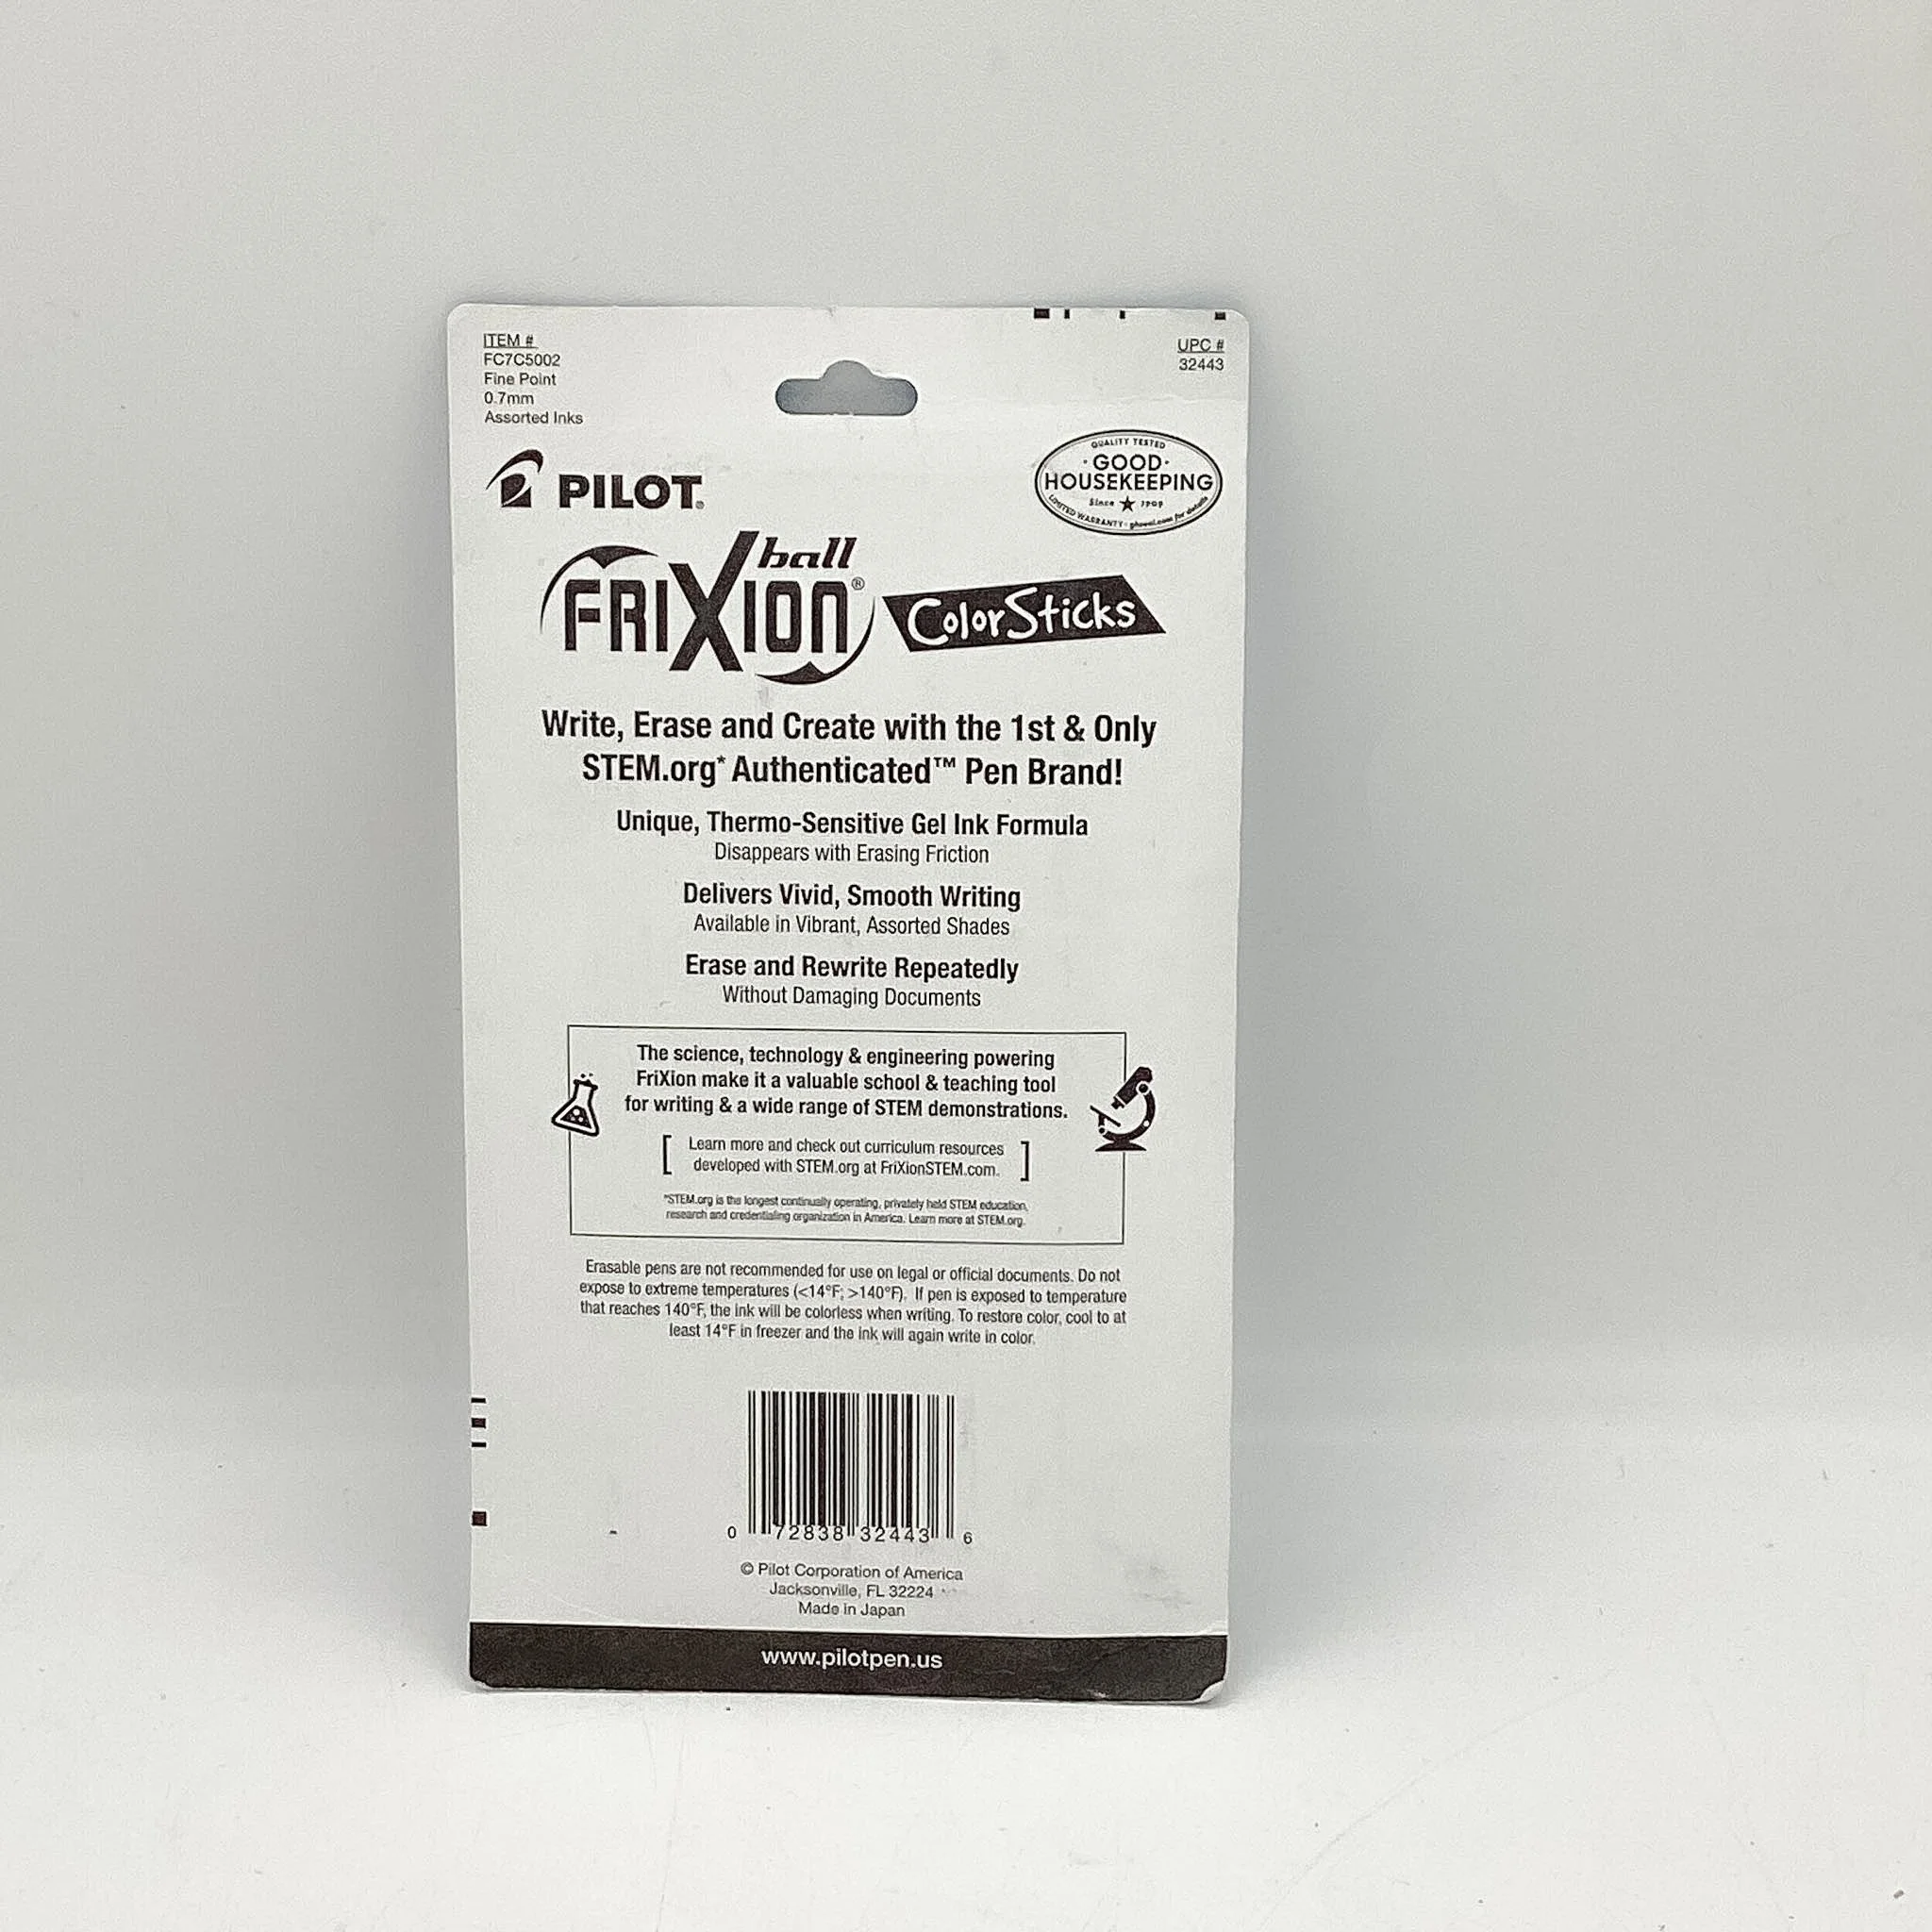 ITEM #
FC7C5002
Fine Point
0.7mm
Assorted Inks
UPC #
32443
PILOT®
QUALITY TESTED
·GOOD·
HOUSEKEEPING
Since ★ 1909
LIMITED WARRANTY · ghseal.com for details
ball
FRIXION®
ColorSticks
Write, Erase and Create with the 1st & Only
STEM.org* Authenticated™ Pen Brand!
Unique, Thermo-Sensitive Gel Ink Formula
Disappears with Erasing Friction
Delivers Vivid, Smooth Writing
Available in Vibrant, Assorted Shades
Erase and Rewrite Repeatedly
Without Damaging Documents
The science, technology & engineering powering
FriXion make it a valuable school & teaching tool
for writing & a wide range of STEM demonstrations.
[ Learn more and check out curriculum resources
developed with STEM.org at FriXionSTEM.com. ]
*STEM.org is the longest continually operating, privately held STEM education,
research and credentialing organization in America. Learn more at STEM.org.
Erasable pens are not recommended for use on legal or official documents. Do not
expose to extreme temperatures (<14°F; >140°F). If pen is exposed to temperature
that reaches 140°F, the ink will be colorless when writing. To restore color, cool to at
least 14°F in freezer and the ink will again write in color.
0 72838 32443 6
© Pilot Corporation of America
Jacksonville, FL 32224
Made in Japan
www.pilotpen.us